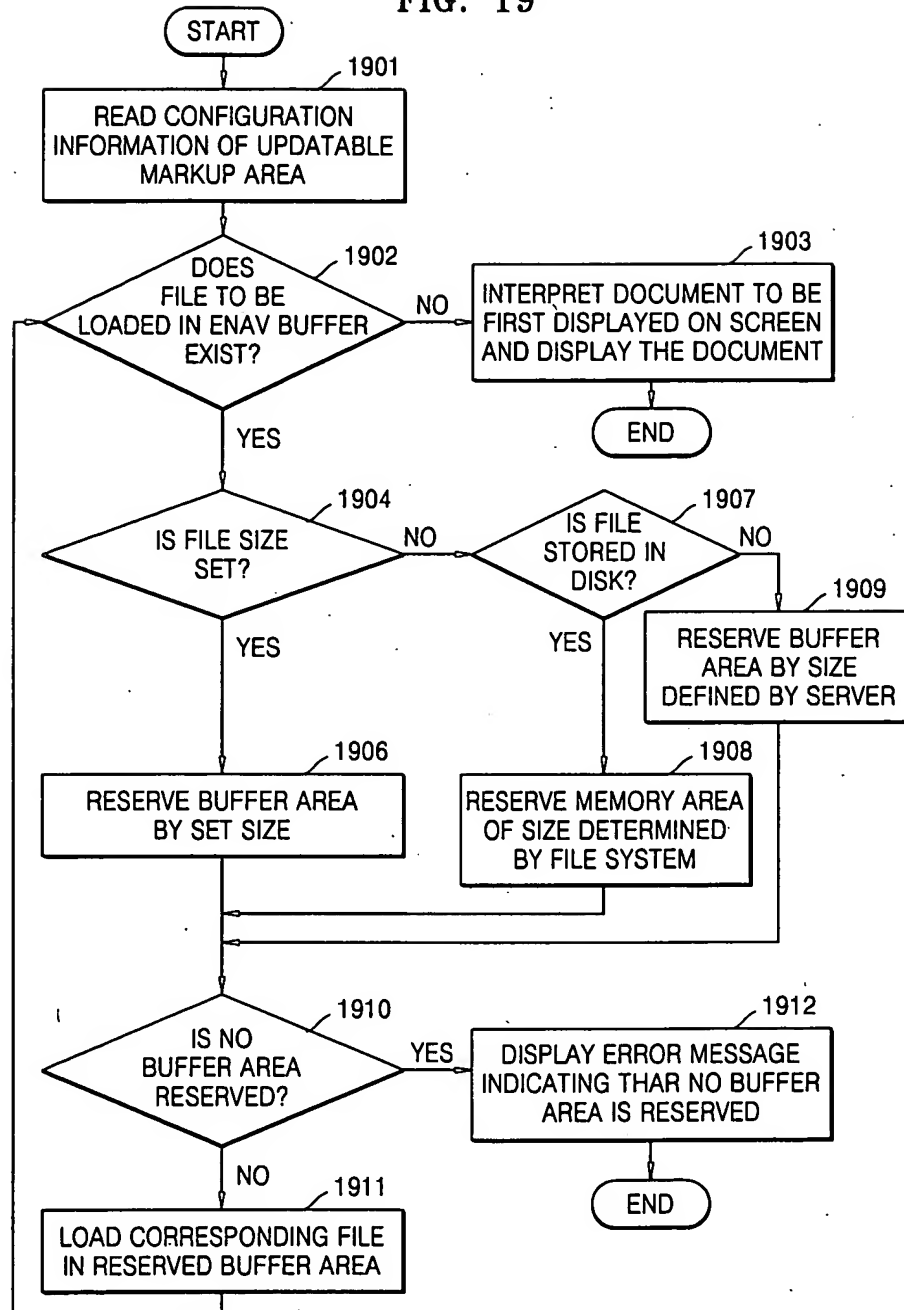 FIG. 19
START
1901
READ CONFIGURATION
INFORMATION OF UPDATABLE
MARKUP AREA
1902
DOES
FILE TO BE
LOADED IN ENAV BUFFER
EXIST?
NO
1903
INTERPRET DOCUMENT TO BE
FIRST DISPLAYED ON SCREEN
AND DISPLAY THE DOCUMENT
END
YES
1904
IS FILE SIZE
SET?
NO
1907
IS FILE
STORED IN
DISK?
NO
1909
RESERVE BUFFER
AREA BY SIZE
DEFINED BY SERVER
YES
YES
1906
RESERVE BUFFER AREA
BY SET SIZE
1908
RESERVE MEMORY AREA
OF SIZE DETERMINED
BY FILE SYSTEM
1910
IS NO
BUFFER AREA
RESERVED?
YES
1912
DISPLAY ERROR MESSAGE
INDICATING THAR NO BUFFER
AREA IS RESERVED
END
NO
1911
LOAD CORRESPONDING FILE
IN RESERVED BUFFER AREA